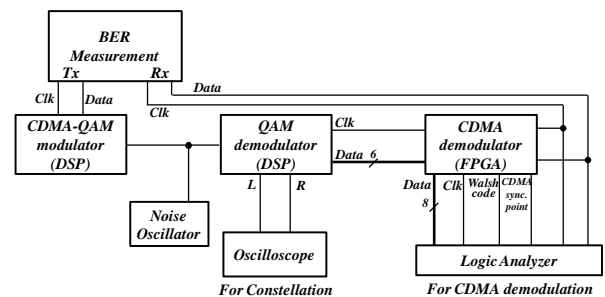 BER
Measurement
Tx Rx
Data
Clk Data Clk
CDMA-QAM
modulator
(DSP)
QAM
demodulator
(DSP)
Clk
Data 6
CDMA
demodulator
(FPGA)
L R
Data
8
Clk
Walsh
code
CDMA
sync.
point
Noise
Oscillator
Oscilloscope
Logic Analyzer
For Constellation
For CDMA demodulation